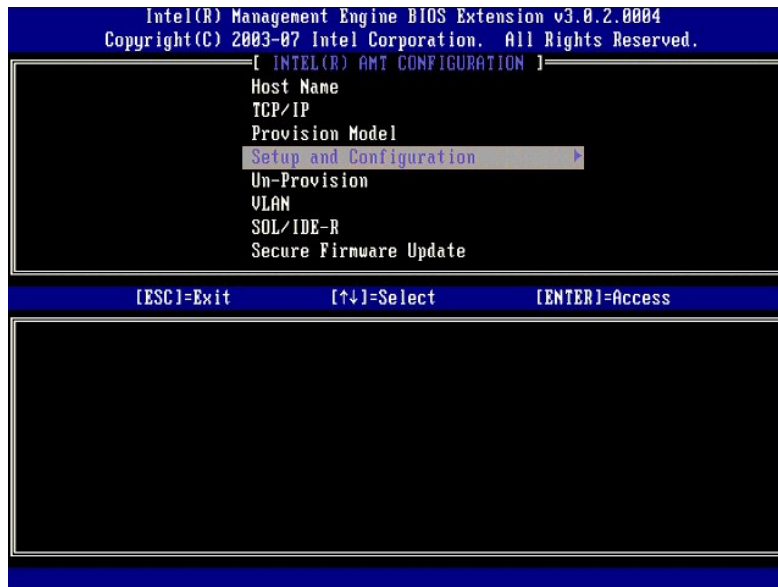 Intel(R) Management Engine BIOS Extension v3.0.2.0004
Copyright(C) 2003-07 Intel Corporation. All Rights Reserved.
[ INTEL(R) AMT CONFIGURATION ]
Host Name
TCP/IP
Provision Model
Setup and Configuration ►
Un-Provision
VLAN
SOL/IDE-R
Secure Firmware Update
[ESC]=Exit [↑↓]=Select [ENTER]=Access